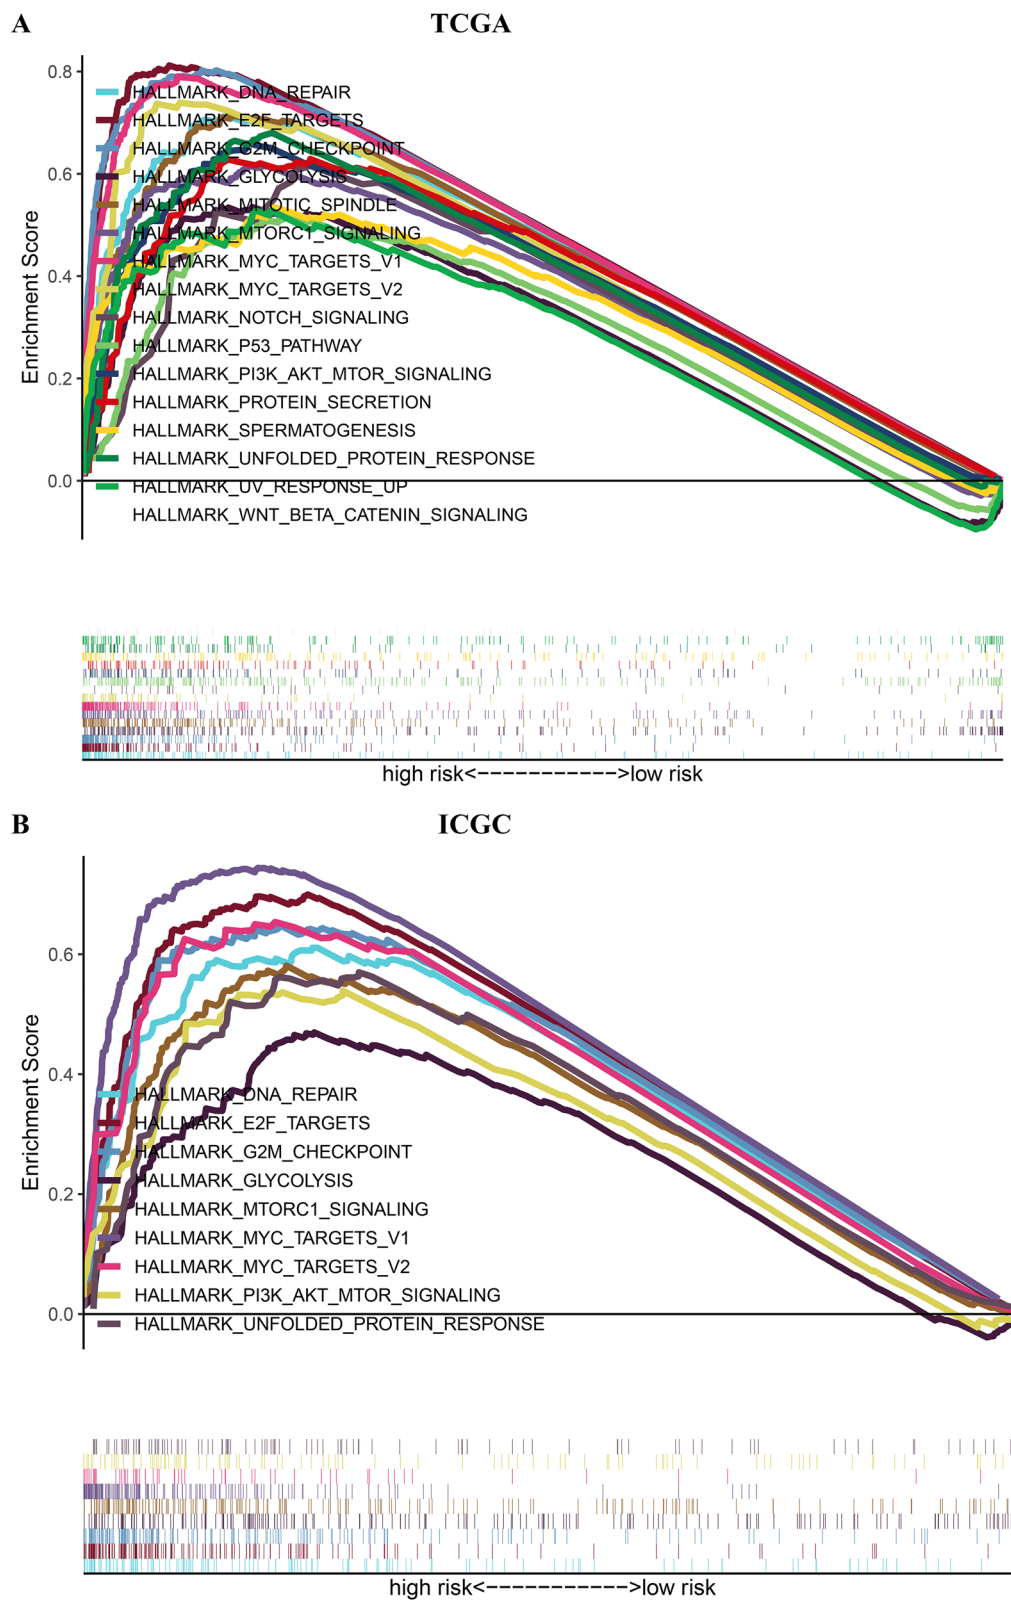 A
TCGA
Enrichment Score
0.8
0.6
0.4
0.2
0.0
HALLMARK_DNA_REPAIR
HALLMARK_E2F_TARGETS
HALLMARK_G2M_CHECKPOINT
HALLMARK_GLYCOLYSIS
HALLMARK_MITOTIC_SPINDLE
HALLMARK_MTORC1_SIGNALING
HALLMARK_MYC_TARGETS_V1
HALLMARK_MYC_TARGETS_V2
HALLMARK_NOTCH_SIGNALING
HALLMARK_P53_PATHWAY
HALLMARK_PI3K_AKT_MTOR_SIGNALING
HALLMARK_PROTEIN_SECRETION
HALLMARK_SPERMATOGENESIS
HALLMARK_UNFOLDED_PROTEIN_RESPONSE
HALLMARK_UV_RESPONSE_UP
HALLMARK_WNT_BETA_CATENIN_SIGNALING
high risk<----------->low risk
B
ICGC
Enrichment Score
0.6
0.4
0.2
0.0
HALLMARK_DNA_REPAIR
HALLMARK_E2F_TARGETS
HALLMARK_G2M_CHECKPOINT
HALLMARK_GLYCOLYSIS
HALLMARK_MTORC1_SIGNALING
HALLMARK_MYC_TARGETS_V1
HALLMARK_MYC_TARGETS_V2
HALLMARK_PI3K_AKT_MTOR_SIGNALING
HALLMARK_UNFOLDED_PROTEIN_RESPONSE
high risk<----------->low risk